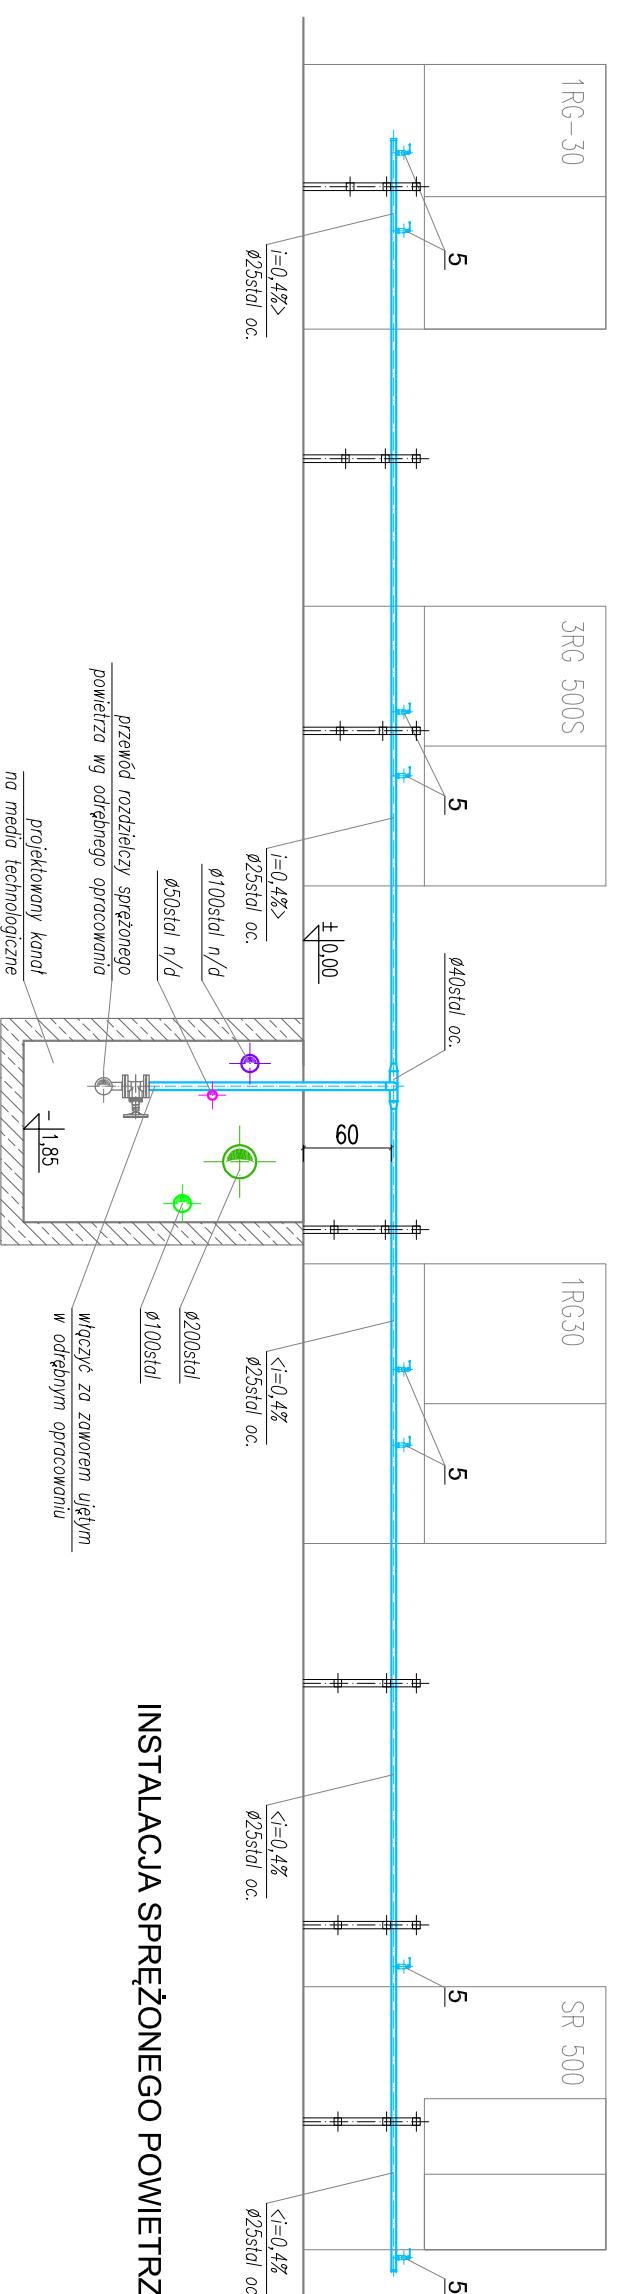 1RG-30
5
i=0,4%>
ø25stal oc.
3RG 500S
5
i=0,4%>
ø25stal oc.
± 0,00
ø40stal oc.
ø100stal n/d
ø50stal n/d
przewód rozdzielczy sprężonego
powietrza wg odrębnego opracowania
projektowany kanał
na media technologiczne
- 1,85
60
ø200stal
ø100stal
włączyć za zaworem ujętym
w odrębnym opracowaniu
1RG30
5
<i=0,4%
ø25stal oc.
<i=0,4%
ø25stal oc.
5
SR 500
<i=0,4%
ø25stal oc
5
INSTALACJA SPRĘŻONEGO POWIETRZ